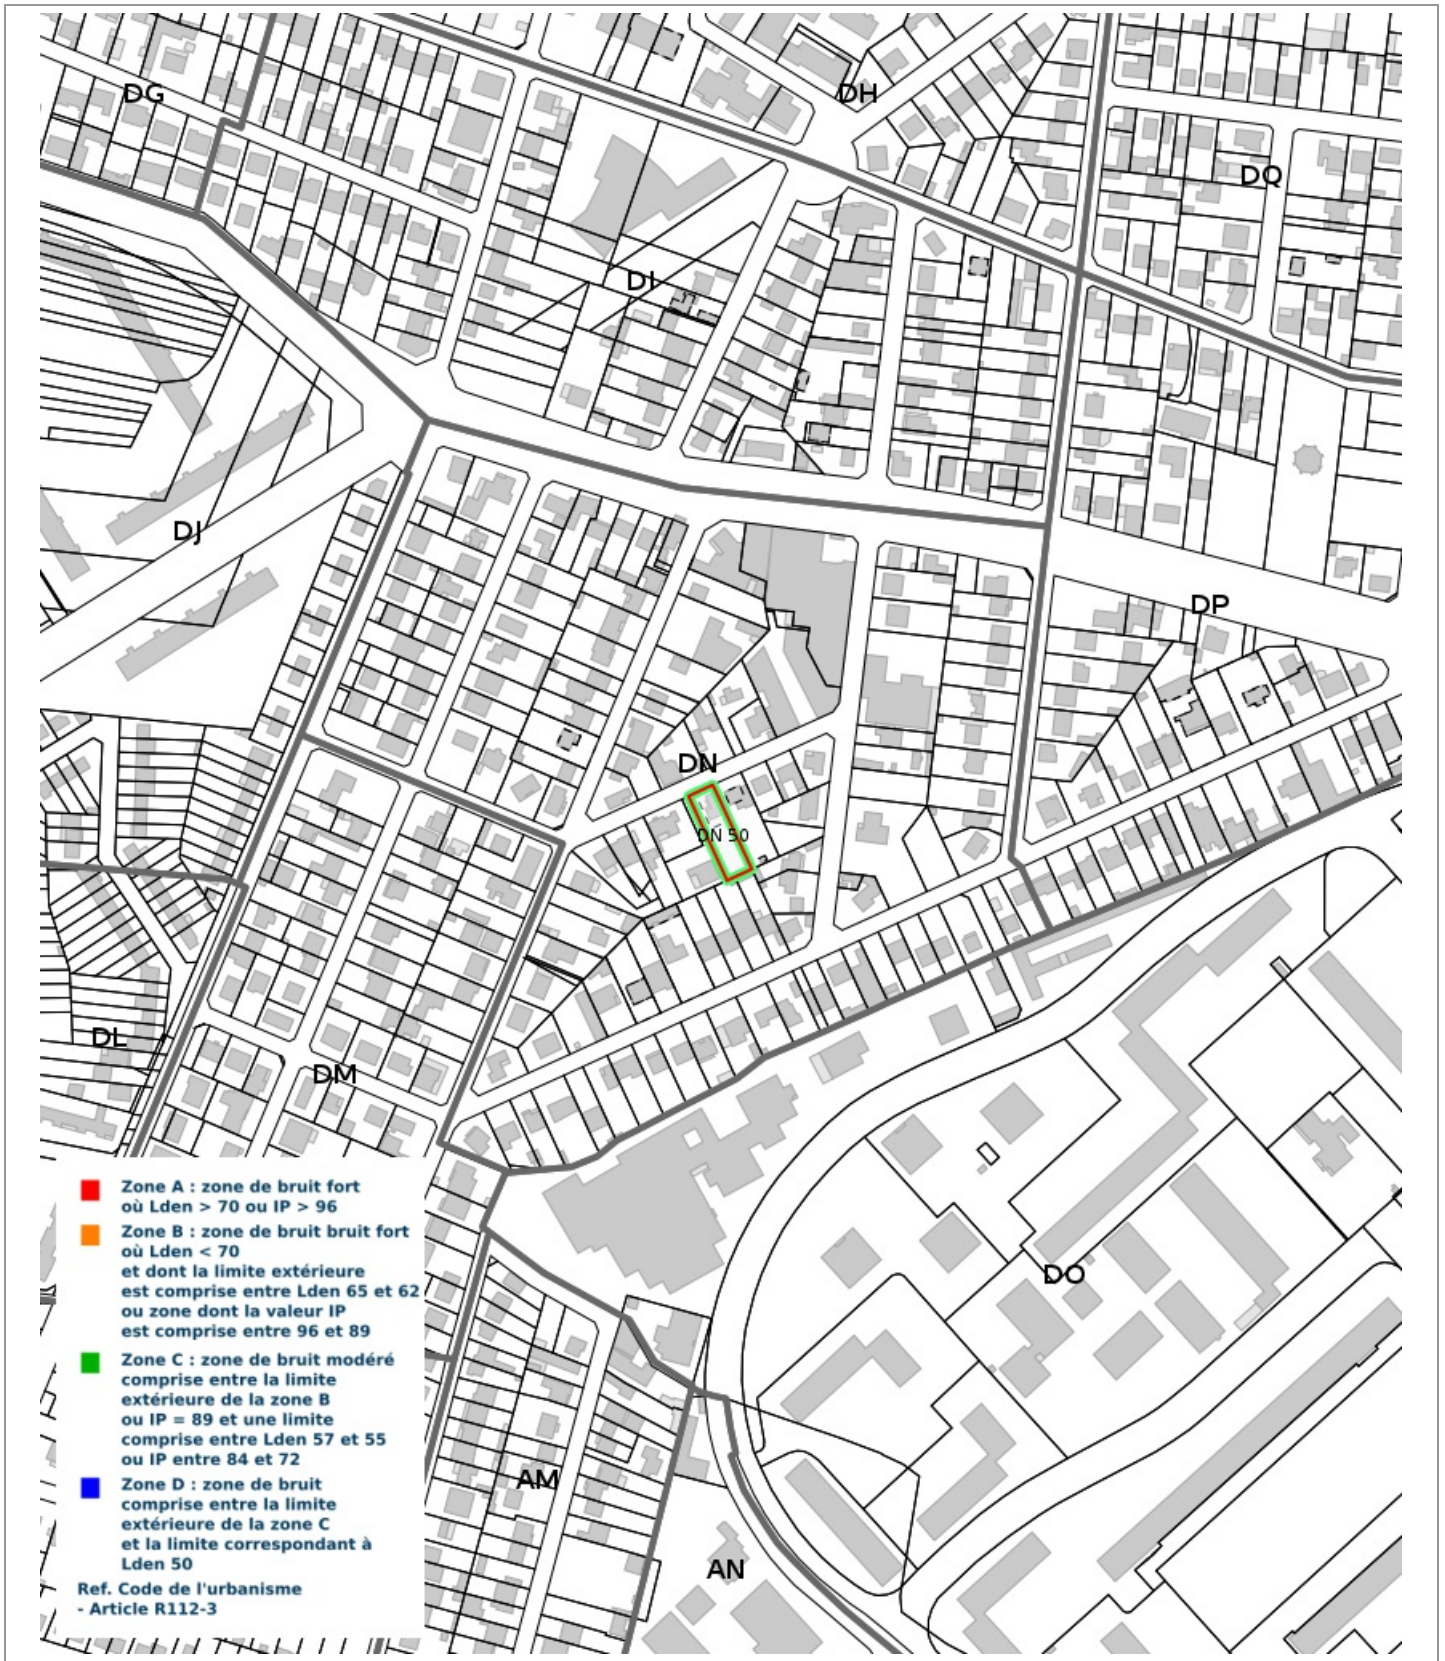 DG
DH
DQ
DI
DJ
DP
DN
DN 50
DL
DM
DO
AM
AN
Zone A : zone de bruit fort
où Lden > 70 ou IP > 96
Zone B : zone de bruit bruit fort
où Lden < 70
et dont la limite extérieure
est comprise entre Lden 65 et 62
ou zone dont la valeur IP
est comprise entre 96 et 89
Zone C : zone de bruit modéré
comprise entre la limite
extérieure de la zone B
ou IP = 89 et une limite
comprise entre Lden 57 et 55
ou IP entre 84 et 72
Zone D : zone de bruit
comprise entre la limite
extérieure de la zone C
et la limite correspondant à
Lden 50
Ref. Code de l'urbanisme
- Article R112-3